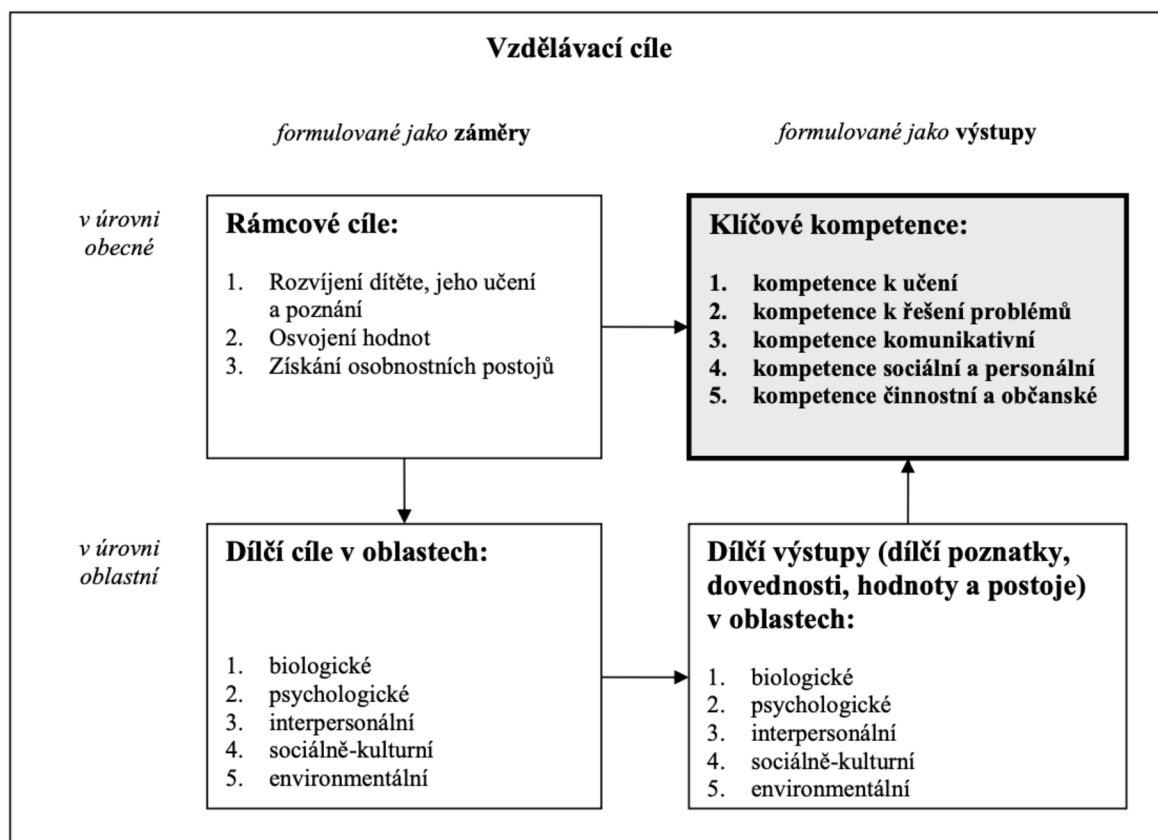 Vzdělávací cíle
formulované jako záměry
formulované jako výstupy
v úrovni
obecné
Rámcové cíle:
1. Rozvíjení dítěte, jeho učení
a poznání
2. Osvojení hodnot
3. Získání osobnostních postojů
Klíčové kompetence:
1. kompetence k učení
2. kompetence k řešení problémů
3. kompetence komunikativní
4. kompetence sociální a personální
5. kompetence činnostní a občanské
v úrovni
oblastní
Dílčí cíle v oblastech:
1. biologické
2. psychologické
3. interpersonální
4. sociálně-kulturní
5. environmentální
Dílčí výstupy (dílčí poznatky,
dovednosti, hodnoty a postoje)
v oblastech:
1. biologické
2. psychologické
3. interpersonální
4. sociálně-kulturní
5. environmentální